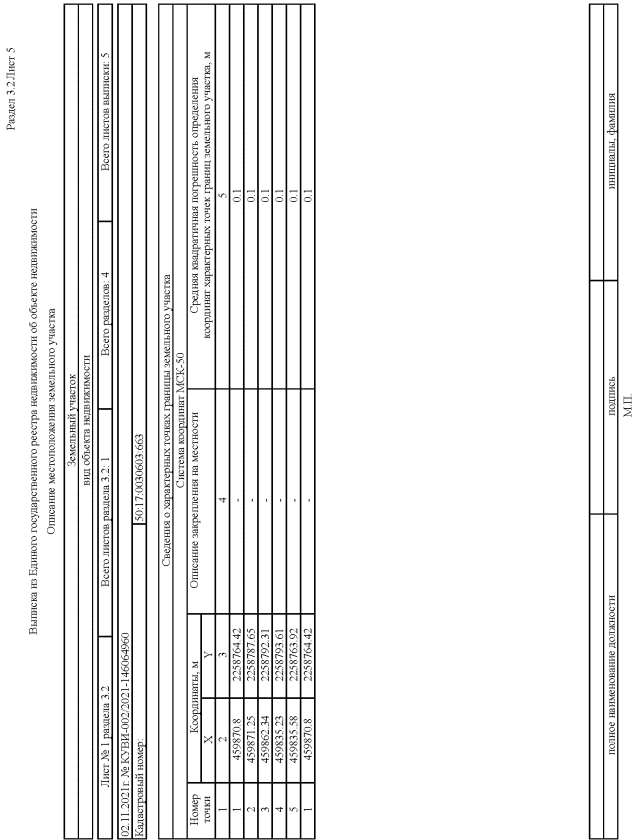 Раздел 3.2 Лист 5
Выписка из Единого государственного реестра недвижимости об объекте недвижимости
Описание местоположения земельного участка
Земельный участок
вид объекта недвижимости
Лист № 1 раздела 3.2 Всего листов раздела 3.2: 1 Всего разделов: 4 Всего листов выписки: 5
02.11.2021г. № КУВИ-002/2021-146064960
Кадастровый номер: 50:17:0030603:663
Сведения о характерных точках границы земельного участка
Система координат МСК-50
Номер точки Координаты, м Описание закрепления на местности Средняя квадратичная погрешность определения
координат характерных точек границ земельного участка, м
X Y
1 2 3 4 5
1 459870.8 2258764.42 - 0.1
2 459871.25 2258787.65 - 0.1
3 459862.34 2258792.31 - 0.1
4 459835.23 2258793.61 - 0.1
5 459835.58 2258763.92 - 0.1
1 459870.8 2258764.42 - 0.1
полное наименование должности подпись инициалы, фамилия
М.П.